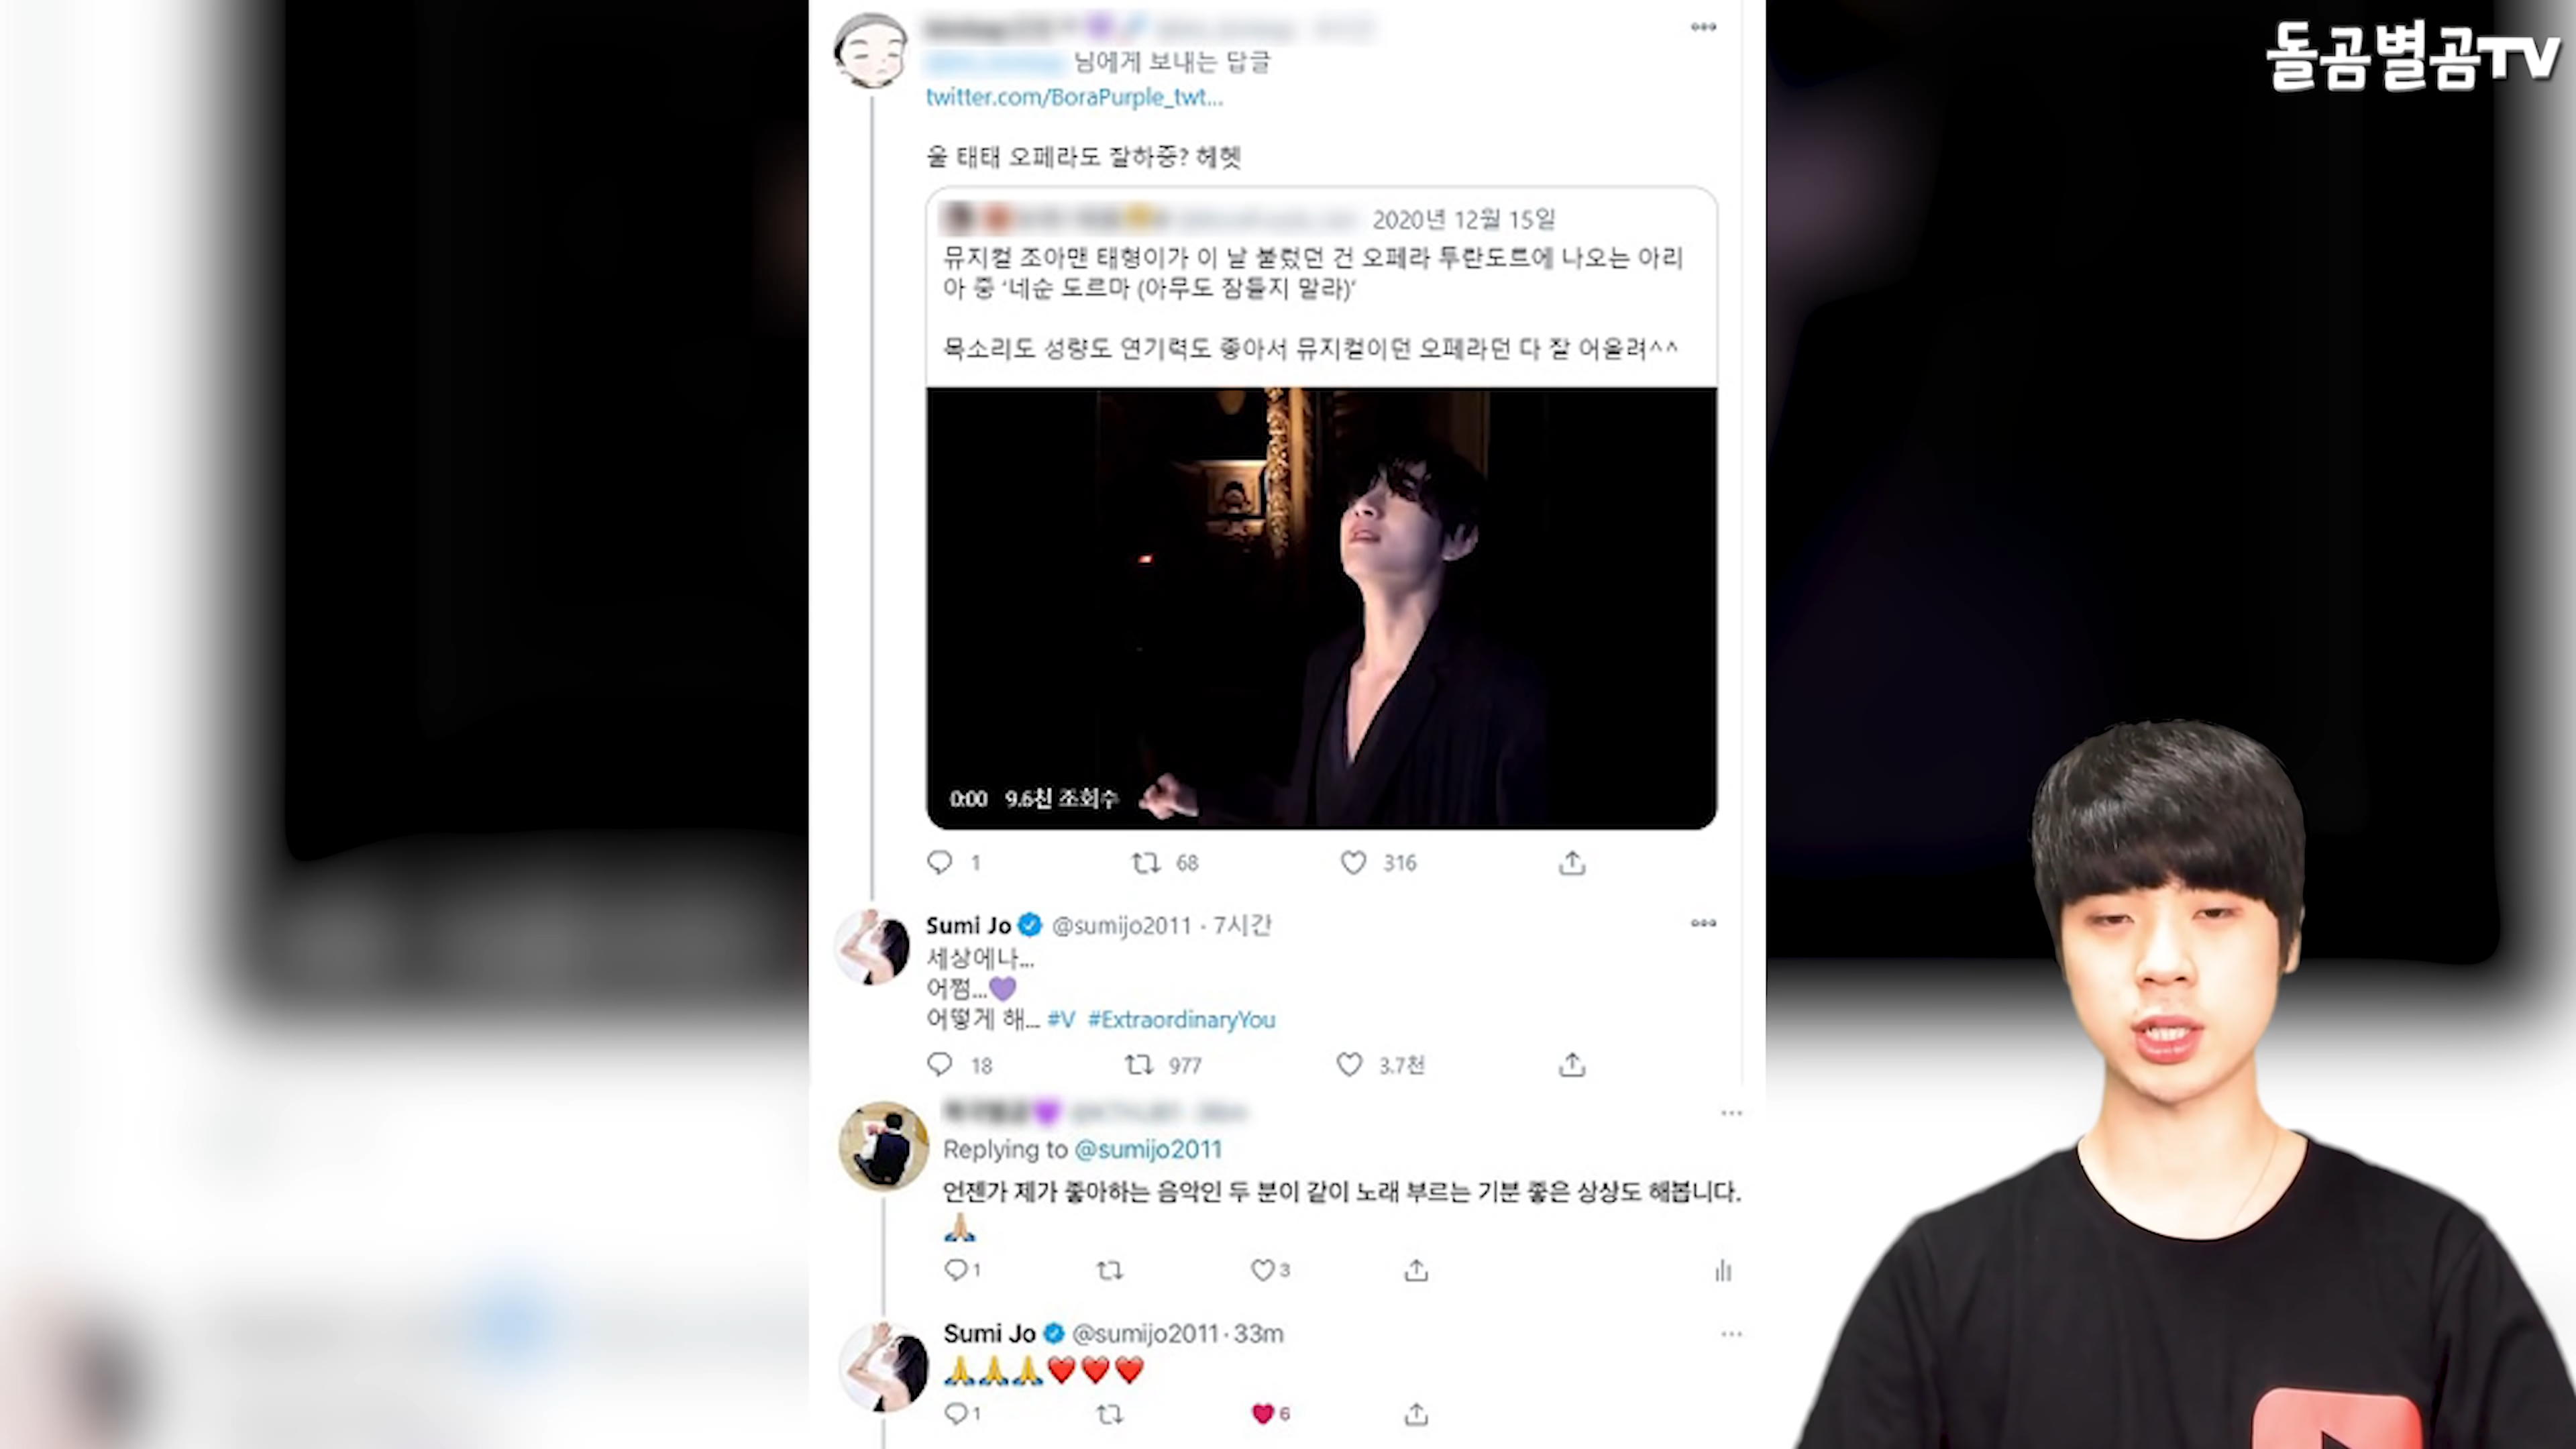 돌곰별곰TV
님에게 보내는 답글
twitter.com/BoraPurple_twt...
울 태태 오페라도 잘하중? 헤헷
2020년 12월 15일
뮤지컬 조아맨 태형이가 이 날 불렀던 건 오페라 투란도르에 나오는 아리
아 중 ‘네순 도르마 (아무도 잠들지 말라)’
목소리도 성량도 연기력도 좋아서 뮤지컬이던 오페라던 다 잘 어울려^^
0:00 9.6천 조회수
1 68 316
Sumi Jo @sumijo2011 · 7시간
세상에나...
어쩜...💜
어떻게 해... #V #ExtraordinaryYou
18 977 3.7천
Replying to @sumijo2011
언젠가 제가 좋아하는 음악인 두 분이 같이 노래 부르는 기분 좋은 상상도 해봅니다.
🙏🏼
1 3
Sumi Jo @sumijo2011 · 33m
🙏🙏🙏❤️❤️❤️
1 6